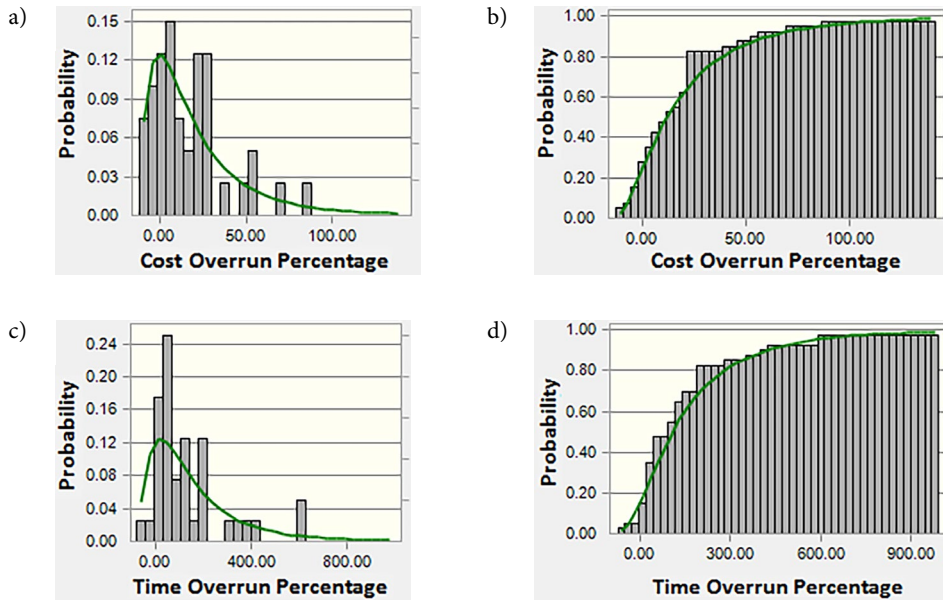 a)
0.15
0.12
0.09
0.06
0.03
0.00
Probability
0.00 50.00 100.00
Cost Overrun Percentage
b)
1.00
0.80
0.60
0.40
0.20
0.00
Probability
0.00 50.00 100.00
Cost Overrun Percentage
c)
0.24
0.20
0.16
0.12
0.08
0.04
0.00
Probability
0.00 400.00 800.00
Time Overrun Percentage
d)
1.00
0.80
0.60
0.40
0.20
0.00
Probability
0.00 300.00 600.00 900.00
Time Overrun Percentage